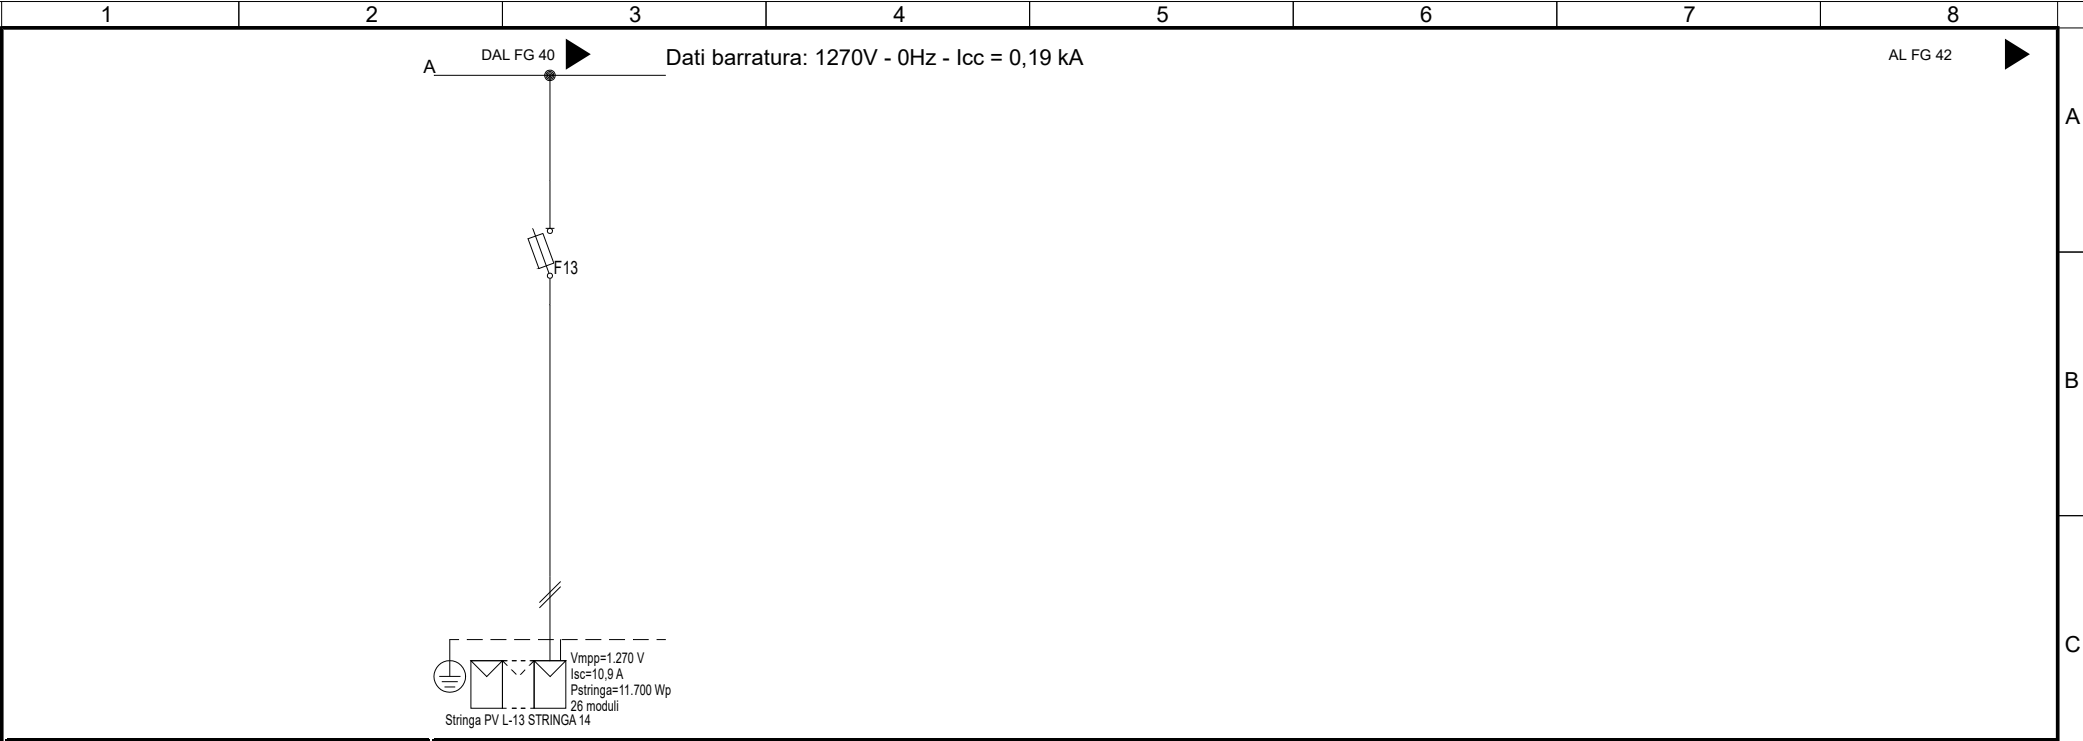 1 2 3 4 5 6 7 8
DAL FG 40
Dati barratura: 1270V - 0Hz - Icc = 0,19 kA
AL FG 42
A
A
F13
B
C
Vmpp=1.270 V
Isc=10,9 A
Pstringa=11.700 Wp
26 moduli
Stringa PV L-13 STRINGA 14